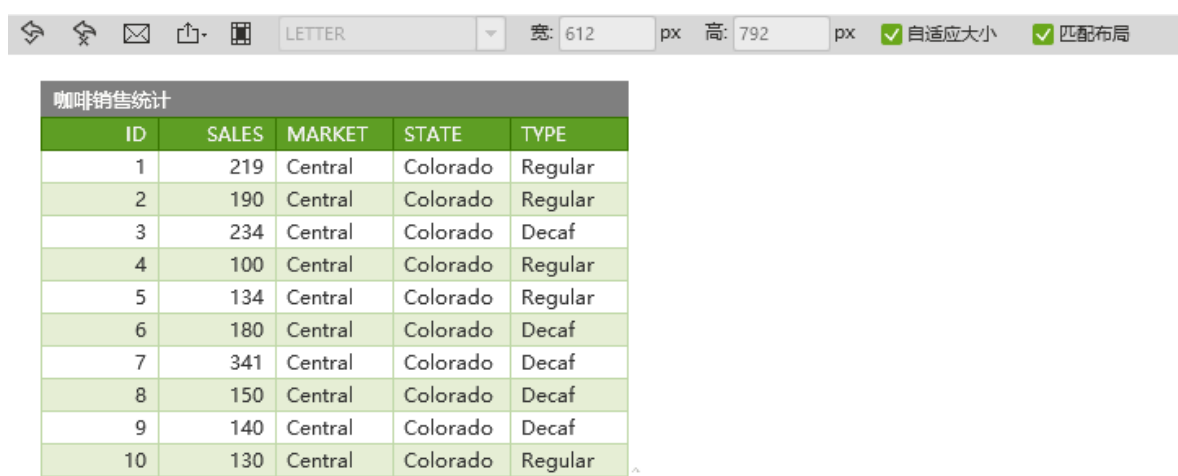 LETTER 宽: 612 px 高: 792 px 自适应大小 匹配布局
咖啡销售统计
ID SALES MARKET STATE TYPE
1 219 Central Colorado Regular
2 190 Central Colorado Regular
3 234 Central Colorado Decaf
4 100 Central Colorado Regular
5 134 Central Colorado Regular
6 180 Central Colorado Decaf
7 341 Central Colorado Decaf
8 150 Central Colorado Decaf
9 140 Central Colorado Decaf
10 130 Central Colorado Regular